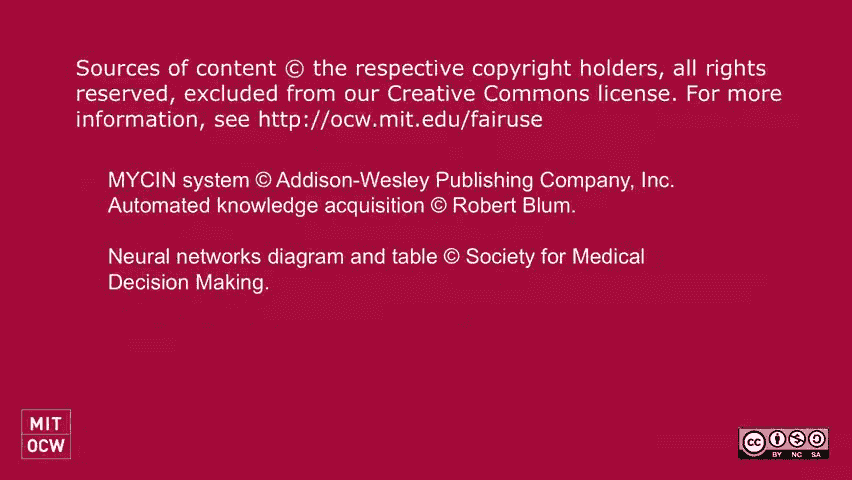 Sources of content © the respective copyright holders, all rights
reserved, excluded from our Creative Commons license. For more
information, see http://ocw.mit.edu/fairuse
MYCIN system © Addison-Wesley Publishing Company, Inc.
Automated knowledge acquisition © Robert Blum.
Neural networks diagram and table © Society for Medical
Decision Making.
MIT
OCW
cc
BY NC SA